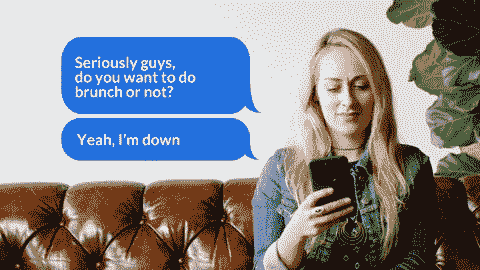 Seriously guys,
do you want to do
brunch or not?
Yeah, I'm down